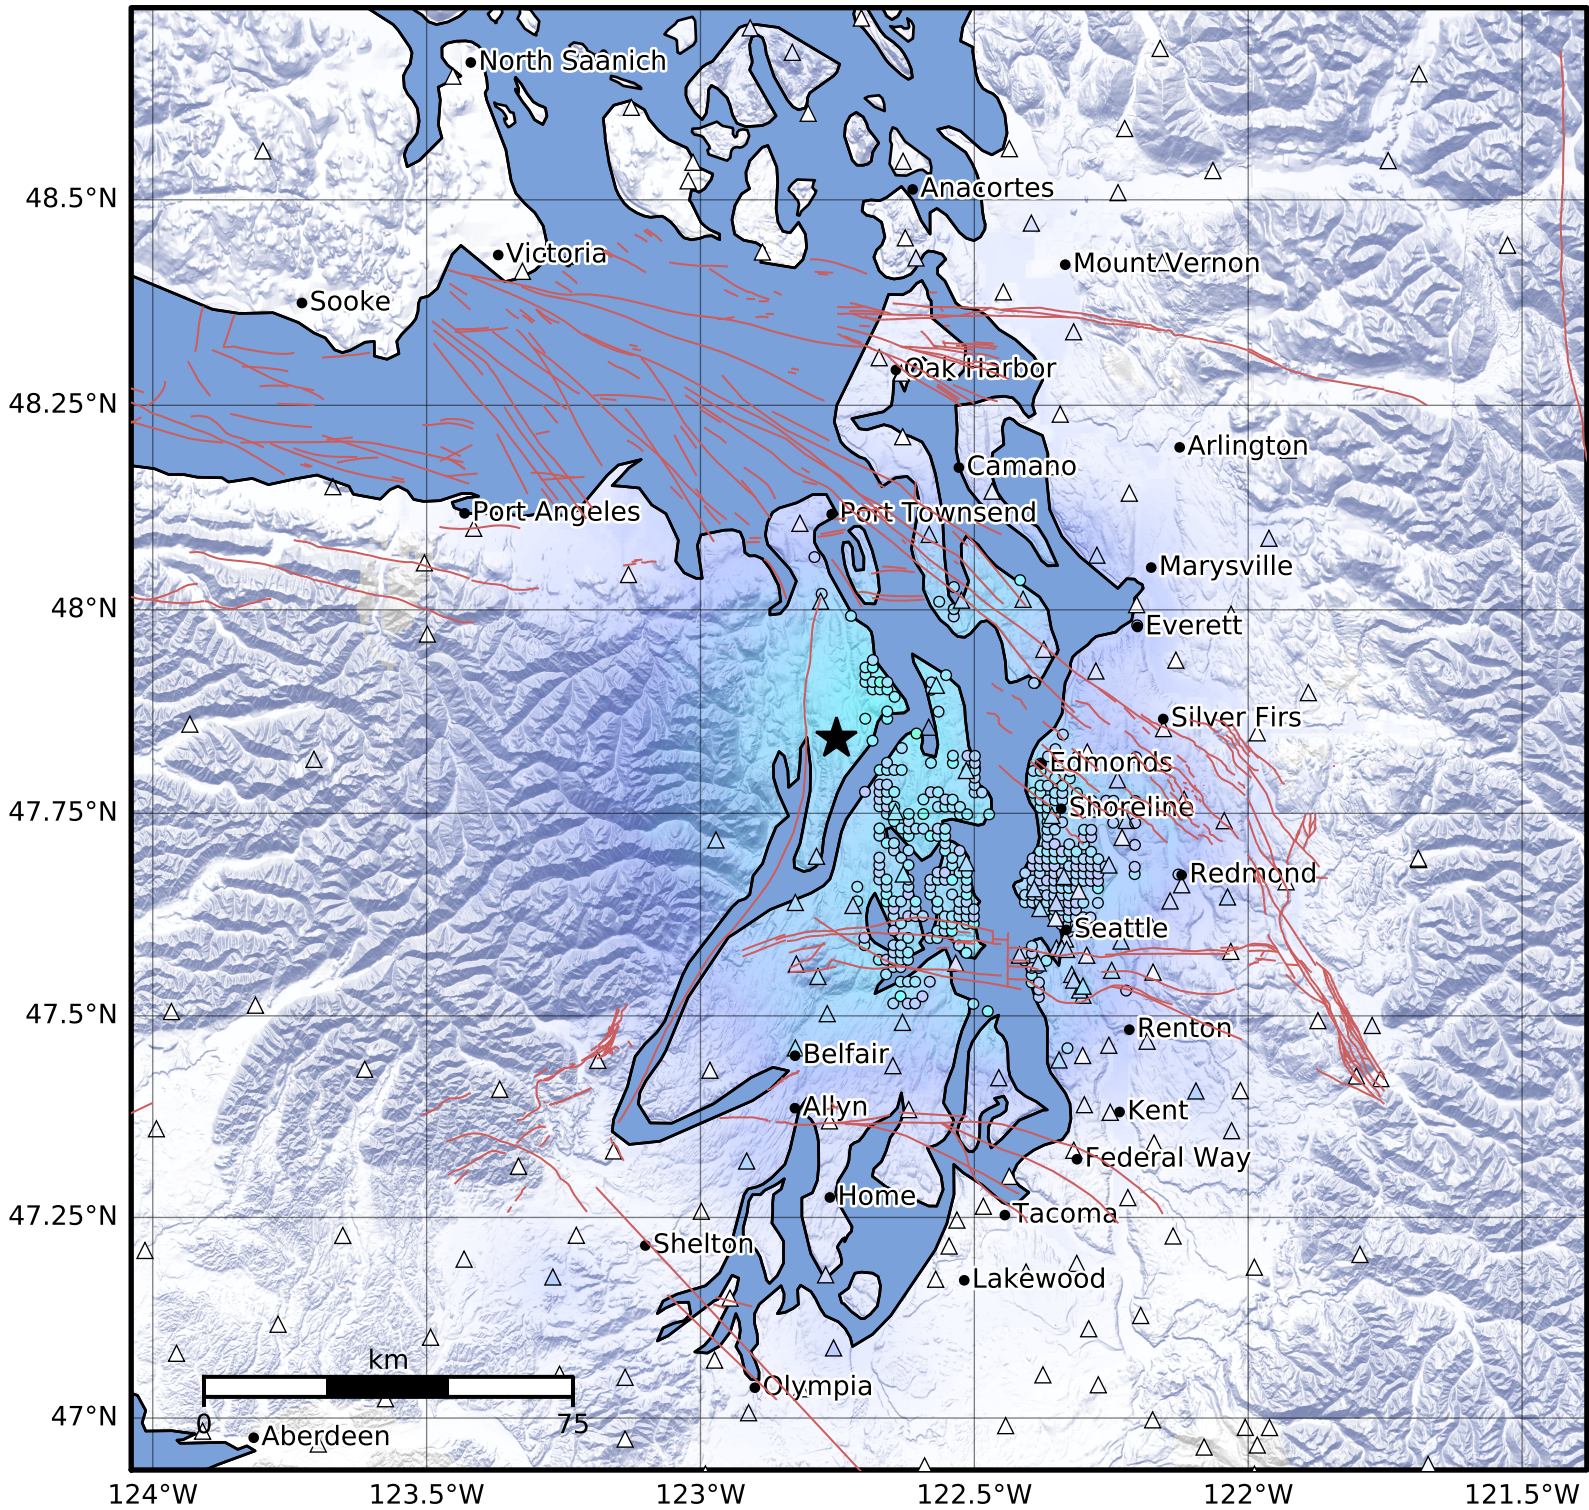 North Saanich
Anacortes
48.5°N
Victoria
Mount Vernon
Sooke
Oak Harbor
48.25°N
Arlington
Camano
Port Angeles
Port Townsend
Marysville
48°N
Everett
Silver Firs
Edmonds
Shoreline
47.75°N
Redmond
Seattle
47.5°N
Renton
Belfair
Allyn
Kent
Federal Way
Home
47.25°N
Tacoma
Shelton
Lakewood
km
Olympia
0
75
47°N
Aberdeen
124°W
123.5°W
123°W
122.5°W
122°W
121.5°W